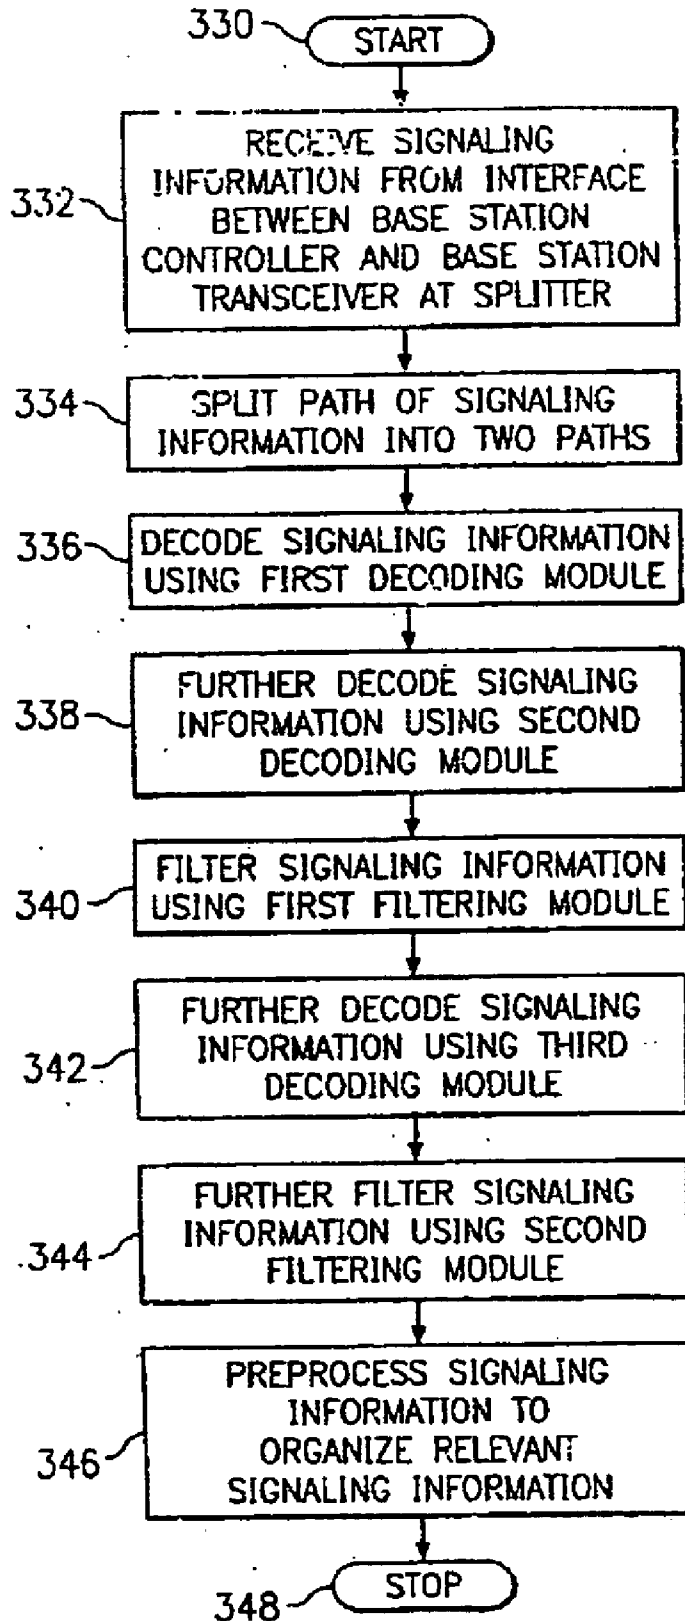 330
START
332
RECEIVE SIGNALING
INFORMATION FROM INTERFACE
BETWEEN BASE STATION
CONTROLLER AND BASE STATION
TRANSCEIVER AT SPLITTER
334
SPLIT PATH OF SIGNALING
INFORMATION INTO TWO PATHS
336
DECODE SIGNALING INFORMATION
USING FIRST DECODING MODULE
338
FURTHER DECODE SIGNALING
INFORMATION USING SECOND
DECODING MODULE
340
FILTER SIGNALING INFORMATION
USING FIRST FILTERING MODULE
342
FURTHER DECODE SIGNALING
INFORMATION USING THIRD
DECODING MODULE
344
FURTHER FILTER SIGNALING
INFORMATION USING SECOND
FILTERING MODULE
346
PREPROCESS SIGNALING
INFORMATION TO
ORGANIZE RELEVANT
SIGNALING INFORMATION
348
STOP